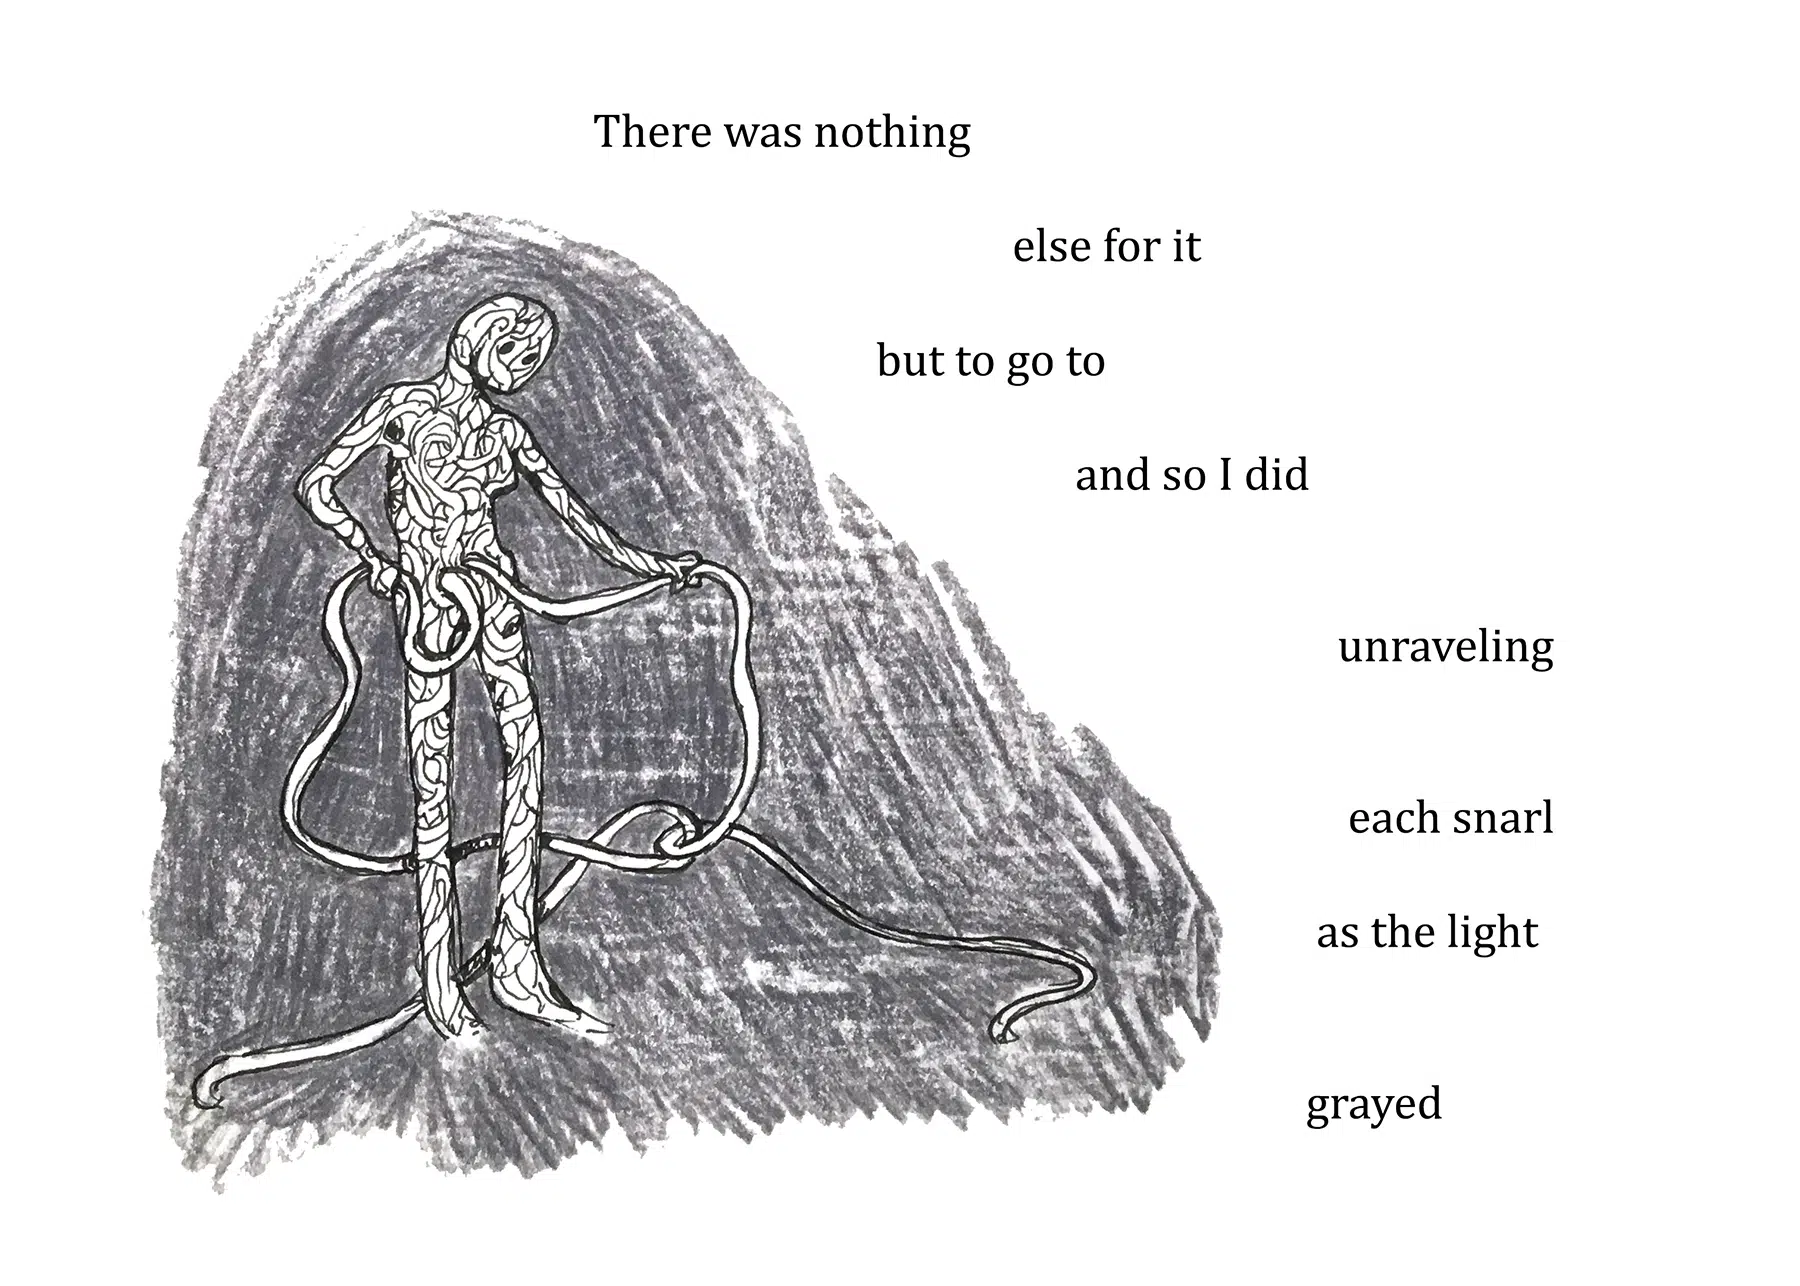 There was nothing
else for it
but to go to
and so I did
unraveling
each snarl
as the light
grayed